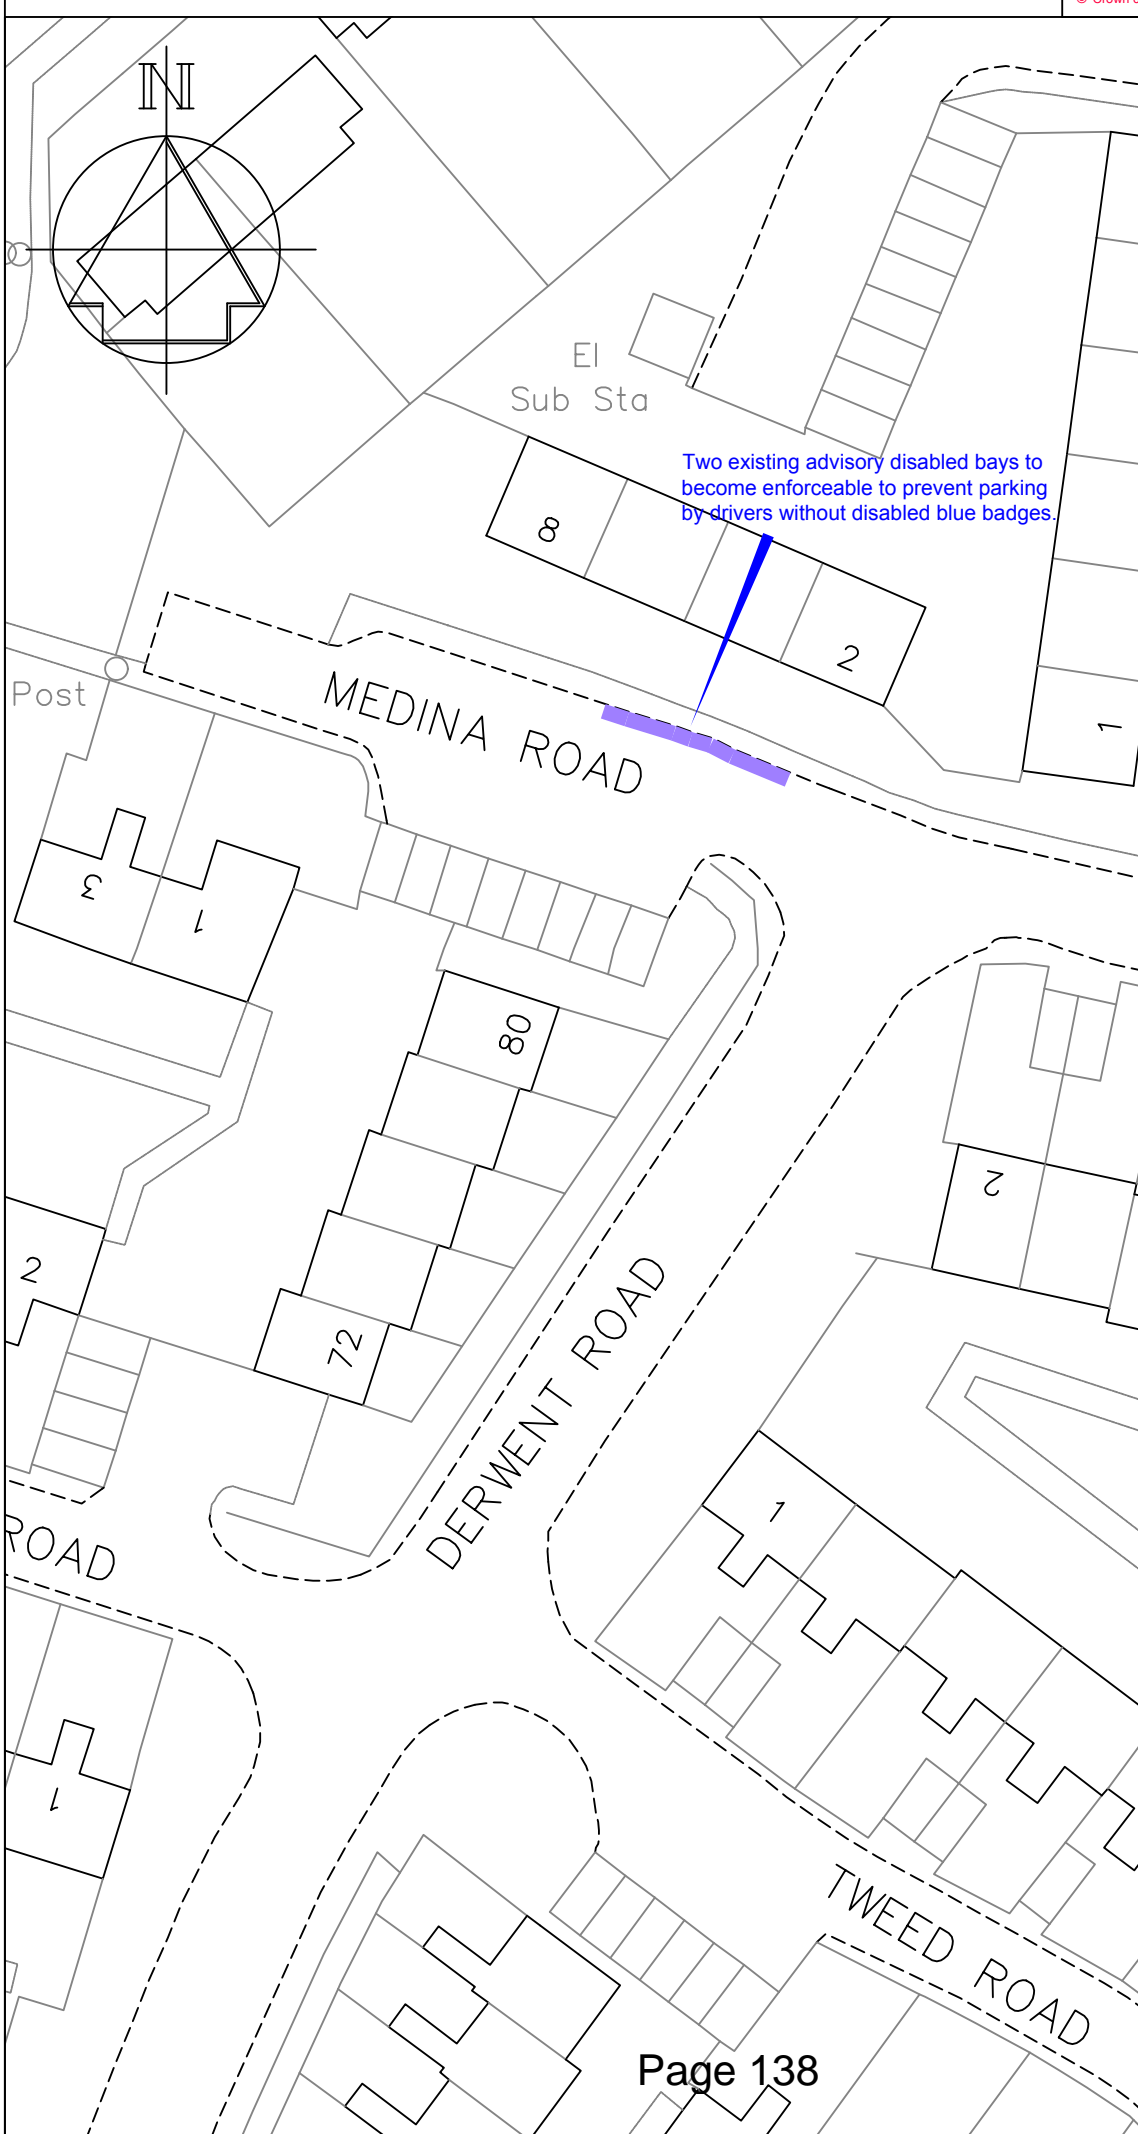 © Crown
N
El
Sub Sta
Two existing advisory disabled bays to
become enforceable to prevent parking
by drivers without disabled blue badges.
8
2
Post
MEDINA ROAD
1
3
1
80
2
2
72
DERWENT ROAD
1
ROAD
1
TWEED ROAD
Page 138